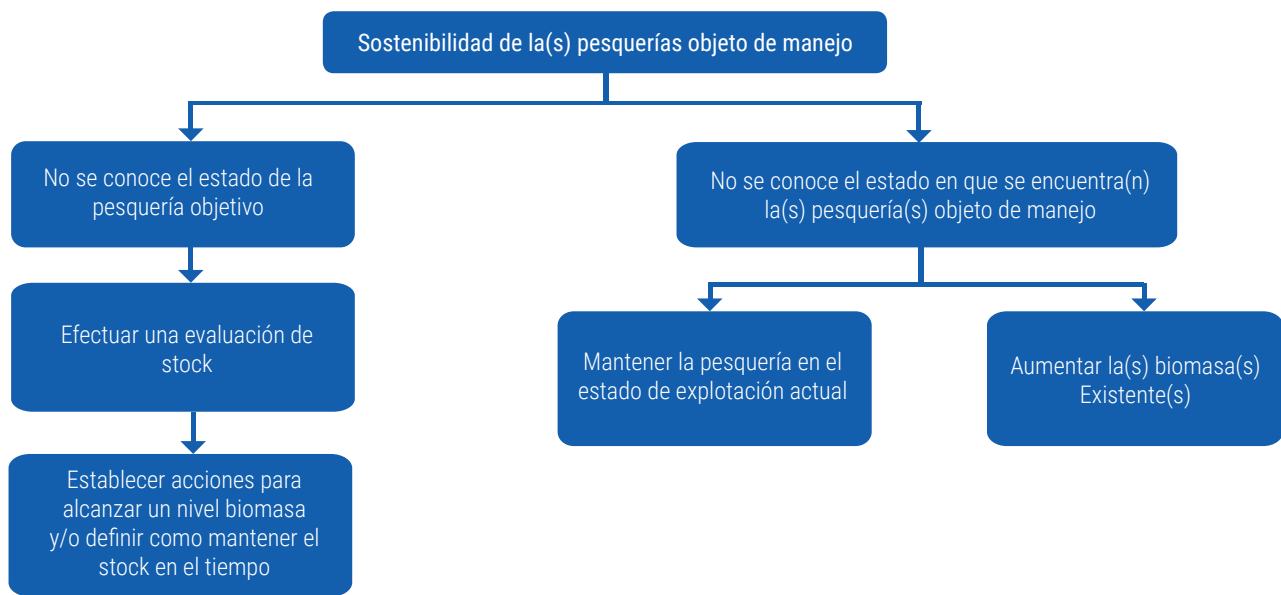 Sostenibilidad de la(s) pesquerías objeto de manejo
No se conoce el estado de la
pesquería objetivo
No se conoce el estado en que se encuentra(n)
la(s) pesquería(s) objeto de manejo
Efectuar una evaluación de
stock
Mantener la pesquería en el
estado de explotación actual
Aumentar la(s) biomasa(s)
Existente(s)
Establecer acciones para
alcanzar un nivel biomasa
y/o definir como mantener el
stock en el tiempo